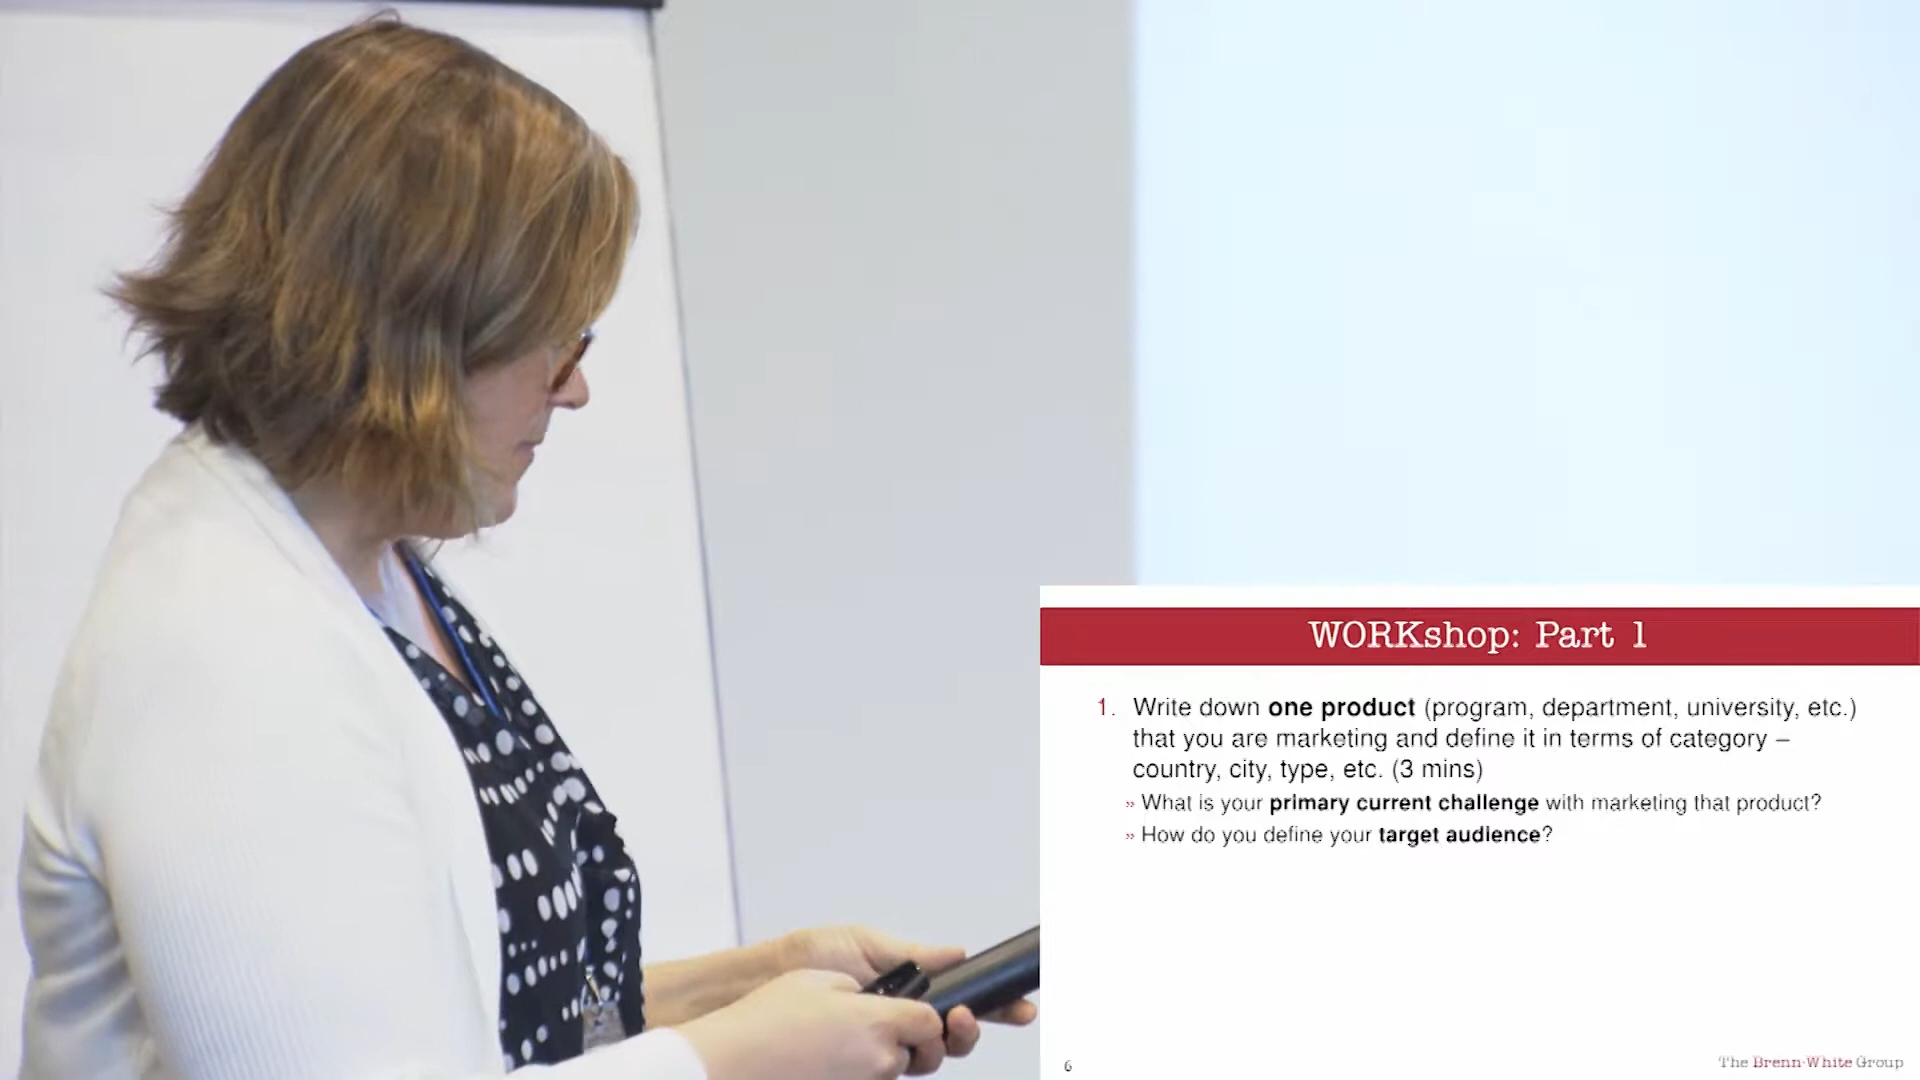 WORKshop: Part 1
1. Write down one product (program, department, university, etc.)
that you are marketing and define it in terms of category –
country, city, type, etc. (3 mins)
» What is your primary current challenge with marketing that product?
» How do you define your target audience?
6
The Brenn-White Group